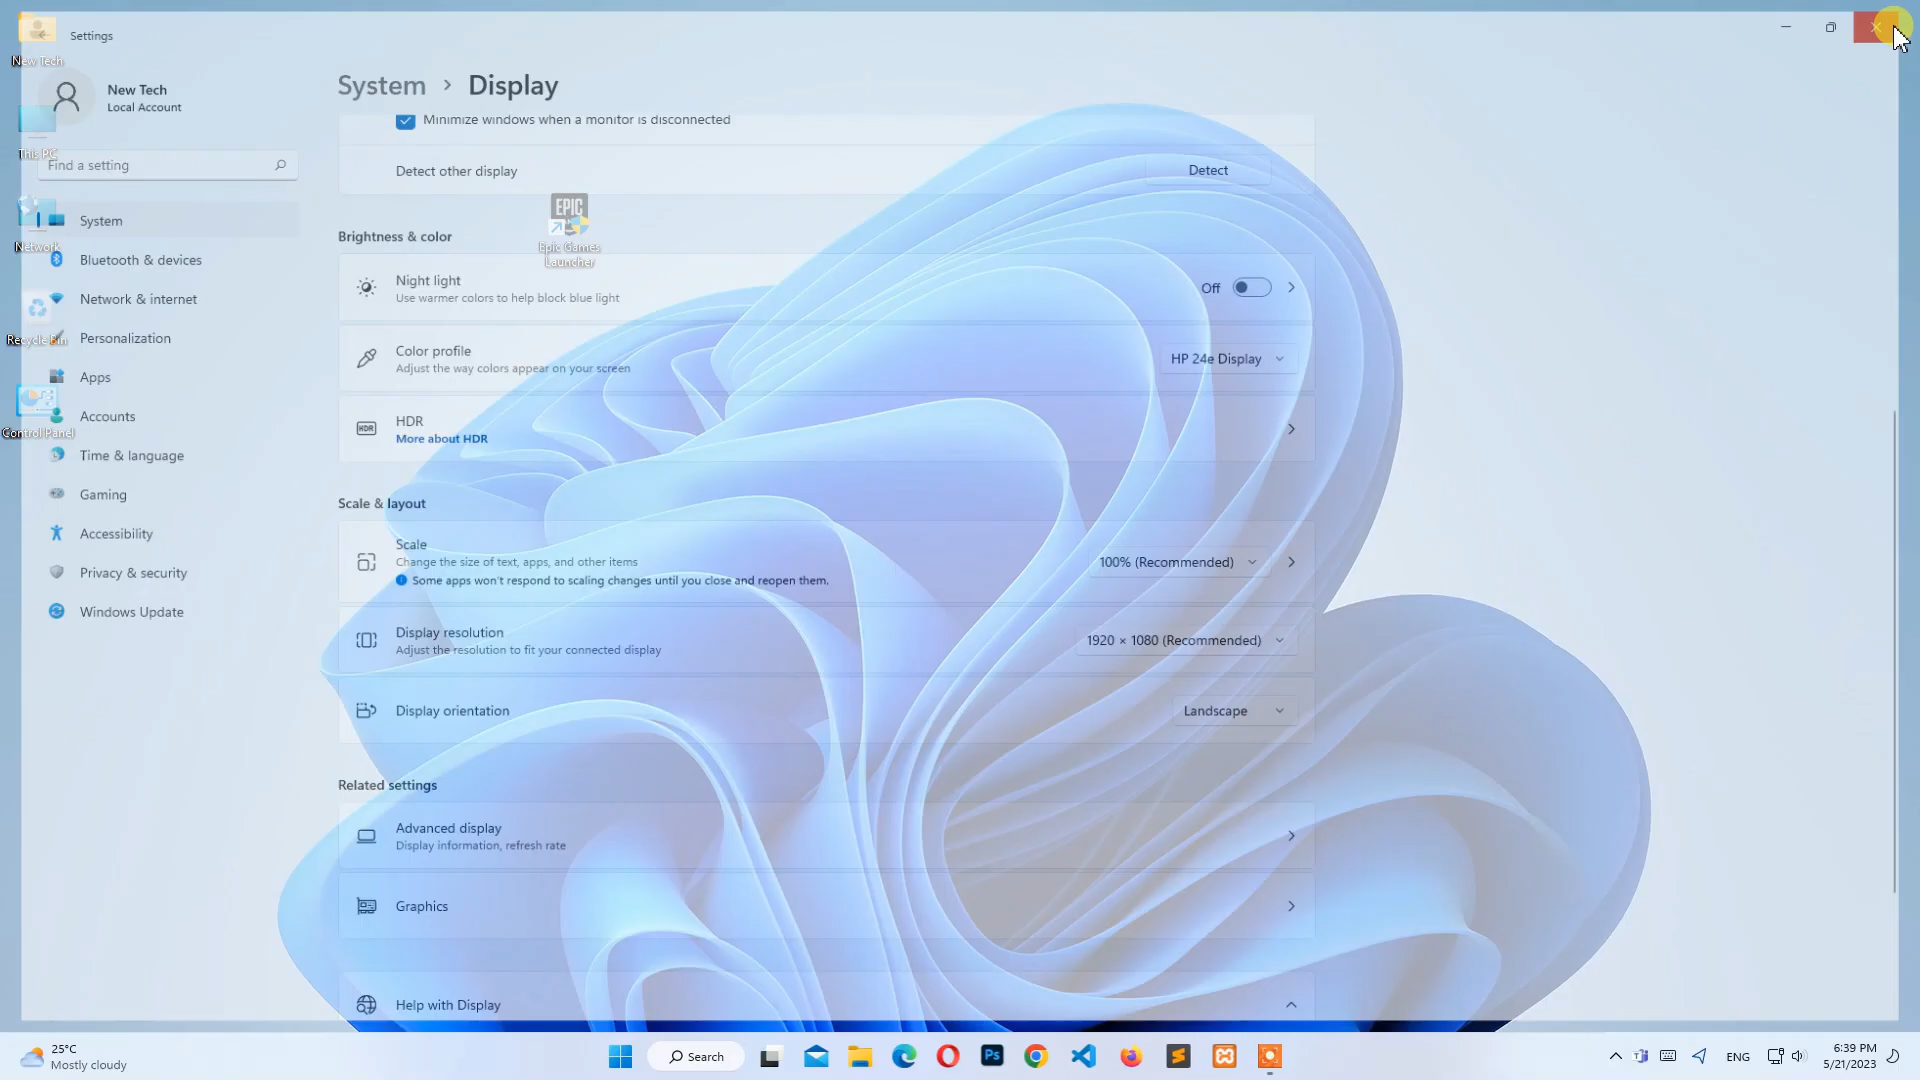 Settings
New Tech
New Tech
Local Account
This PC
Find a setting
Network
Recycle Bin
Control Panel
System
Bluetooth & devices
Network & internet
Personalization
Apps
Accounts
Time & language
Gaming
Accessibility
Privacy & security
Windows Update
System > Display
Minimize windows when a monitor is disconnected
Detect other display
Detect
EPIC
Epic Games
Launcher
Brightness & color
Night light
Use warmer colors to help block blue light
Off
Color profile
Adjust the way colors appear on your screen
HP 24e Display
HDR
HDR
More about HDR
Scale & layout
Scale
Change the size of text, apps, and other items
Some apps won't respond to scaling changes until you close and reopen them.
100% (Recommended)
Display resolution
Adjust the resolution to fit your connected display
1920 × 1080 (Recommended)
Display orientation
Landscape
Related settings
Advanced display
Display information, refresh rate
Graphics
Help with Display
25°C
Mostly cloudy
Search
Ps
ENG
6:39 PM
5/21/2023